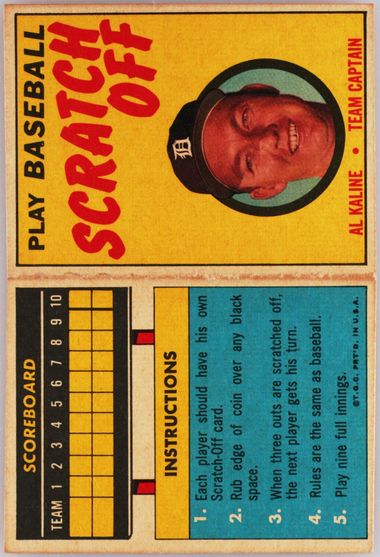 PLAY BASEBALL
SCRATCH
OFF
D
AL KALINE • TEAM CAPTAIN
SCOREBOARD
TEAM 1 2 3 4 5 6 7 8 9 10
INSTRUCTIONS
1. Each player should have his own
Scratch-Off card.
2. Rub edge of coin over any black
space.
3. When three outs are scratched off,
the next player gets his turn.
4. Rules are the same as baseball.
5. Play nine full innings.
© T.C.G. PRT'D. IN U.S.A.